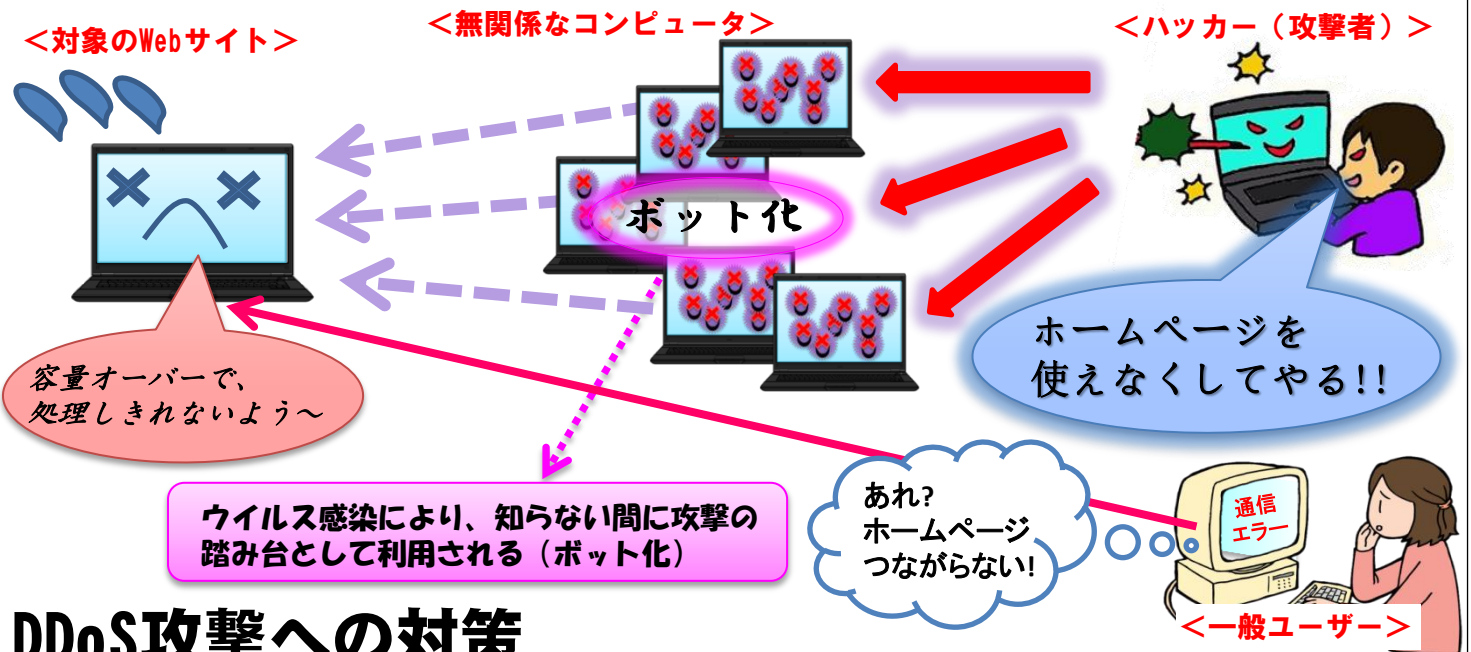 ＜対象のWebサイト＞
＜無関係なコンピュータ＞
＜ハッカー（攻撃者）＞
ボット化
ホームページを
使えなくしてやる!!
容量オーバーで、
処理しきれないよう～
ウイルス感染により、知らない間に攻撃の
踏み台として利用される（ボット化）
あれ?
ホームページ
つながらない!
通信
エラー
＜一般ユーザー＞
DDoS攻撃への対策